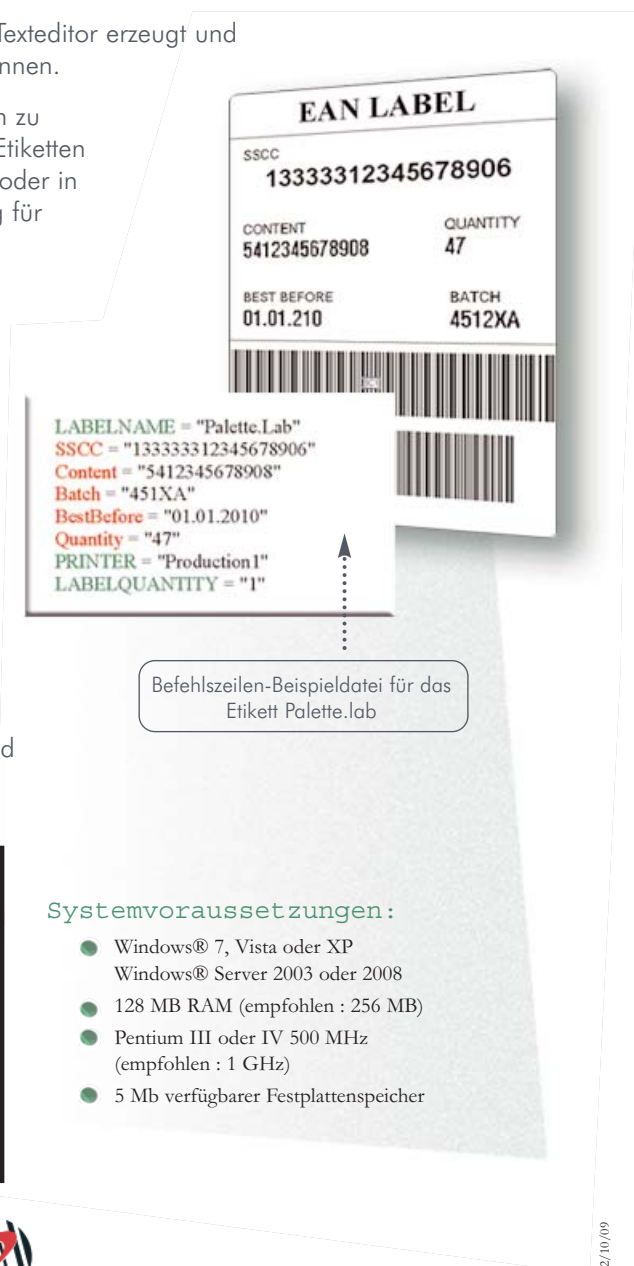 Texteditor erzeugt und
nnen.
n zu
Etiketten
oder in
g für
EAN LABEL
SSCC
13333312345678906
CONTENT
5412345678908
QUANTITY
47
BEST BEFORE
01.01.210
BATCH
4512XA
LABELNAME = "Palette.Lab"
SSCC = "133333312345678906"
Content = "5412345678908"
Batch = "451XA"
BestBefore = "01.01.2010"
Quantity = "47"
PRINTER = "Production1"
LABELQUANTITY = "1"
Befehlszeilen-Beispieldatei für das
Etikett Palette.lab
d
Systemvoraussetzungen:
Windows® 7, Vista oder XP
Windows® Server 2003 oder 2008
128 MB RAM (empfohlen : 256 MB)
Pentium III oder IV 500 MHz
(empfohlen : 1 GHz)
5 Mb verfügbarer Festplattenspeicher
2/10/09